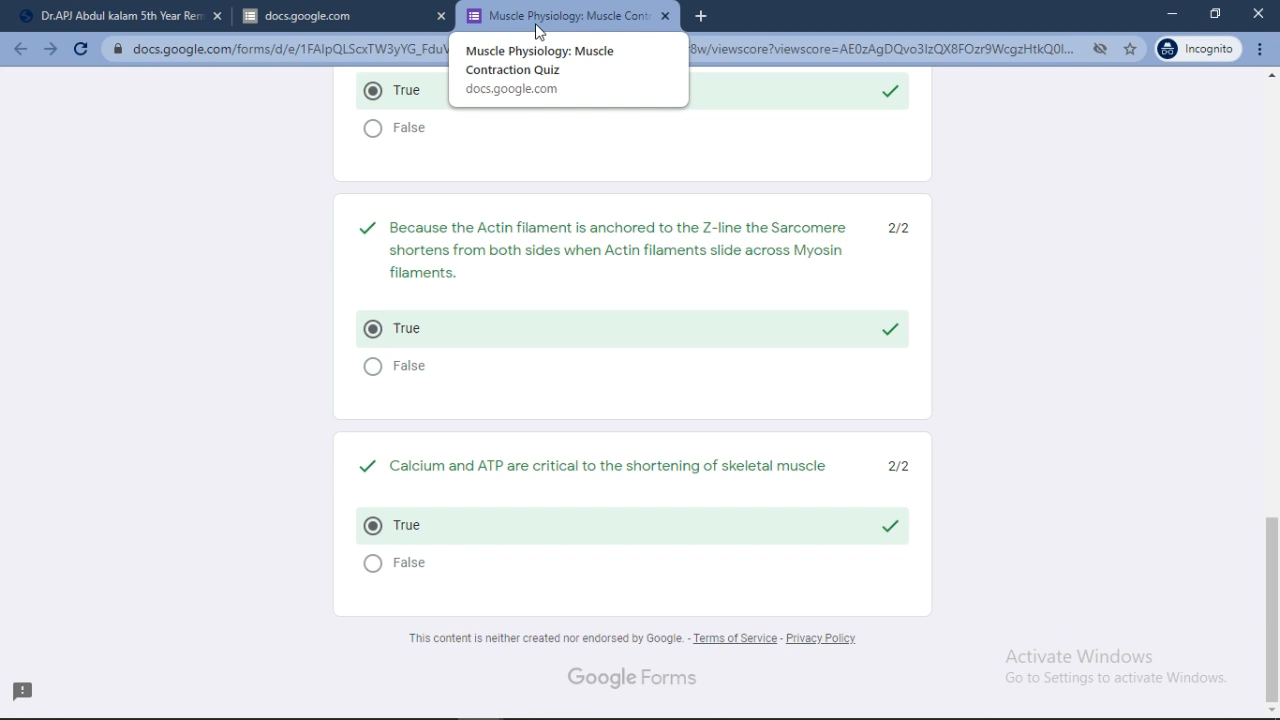 Dr.APJ Abdul kalam 5th Year Rem
docs.google.com
Muscle Physiology: Muscle Contr
docs.google.com/forms/d/e/1FAIpQLScxTW3yYG_FduV
8w/viewscore?viewscore=AE0zAgDQvo3IzQX8FOzr9WcgzHtkQ0I...
Incognito
Muscle Physiology: Muscle
Contraction Quiz
docs.google.com
True
False
Because the Actin filament is anchored to the Z-line the Sarcomere
shortens from both sides when Actin filaments slide across Myosin
filaments.
2/2
True
False
Calcium and ATP are critical to the shortening of skeletal muscle
2/2
True
False
This content is neither created nor endorsed by Google. - Terms of Service - Privacy Policy
Google Forms
Activate Windows
Go to Settings to activate Windows.